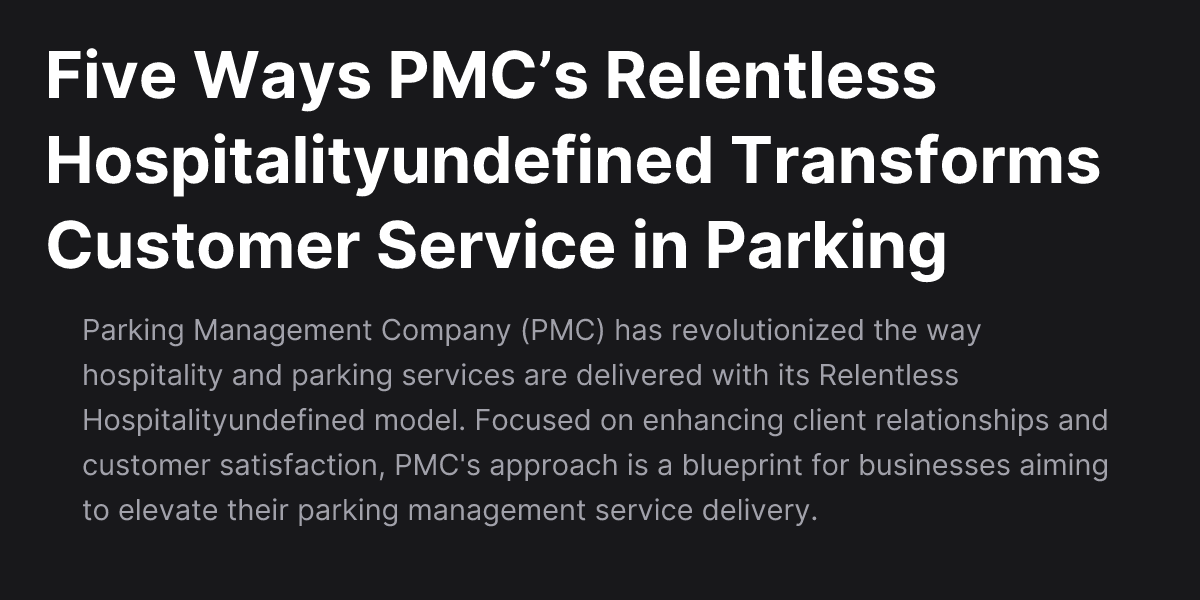 Five Ways PMC’s Relentless
Hospitalityundefined Transforms
Customer Service in Parking
Parking Management Company (PMC) has revolutionized the way
hospitality and parking services are delivered with its Relentless
Hospitalityundefined model. Focused on enhancing client relationships and
customer satisfaction, PMC's approach is a blueprint for businesses aiming
to elevate their parking management service delivery.